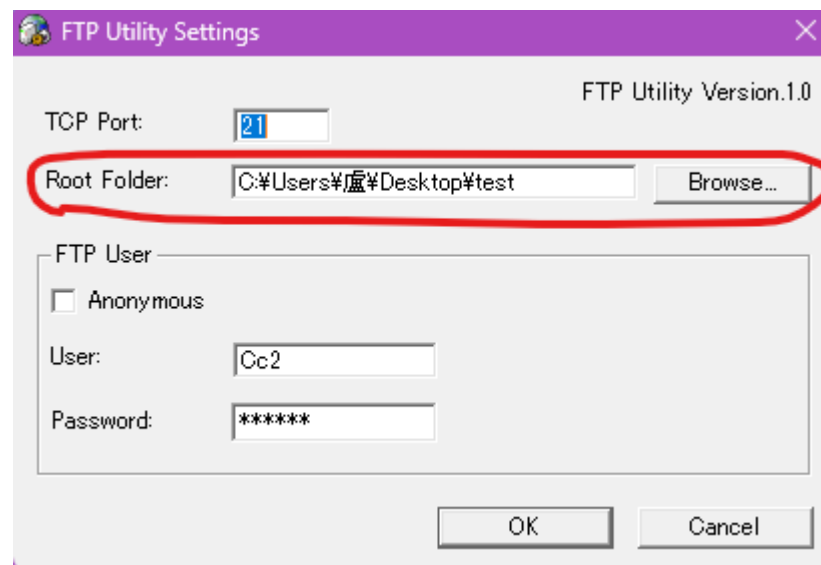 FTP Utility Settings
FTP Utility Version.1.0
TCP Port: 21
Root Folder: C:¥Users¥盧¥Desktop¥test Browse...
FTP User
Anonymous
User: Cc2
Password: ******
OK Cancel